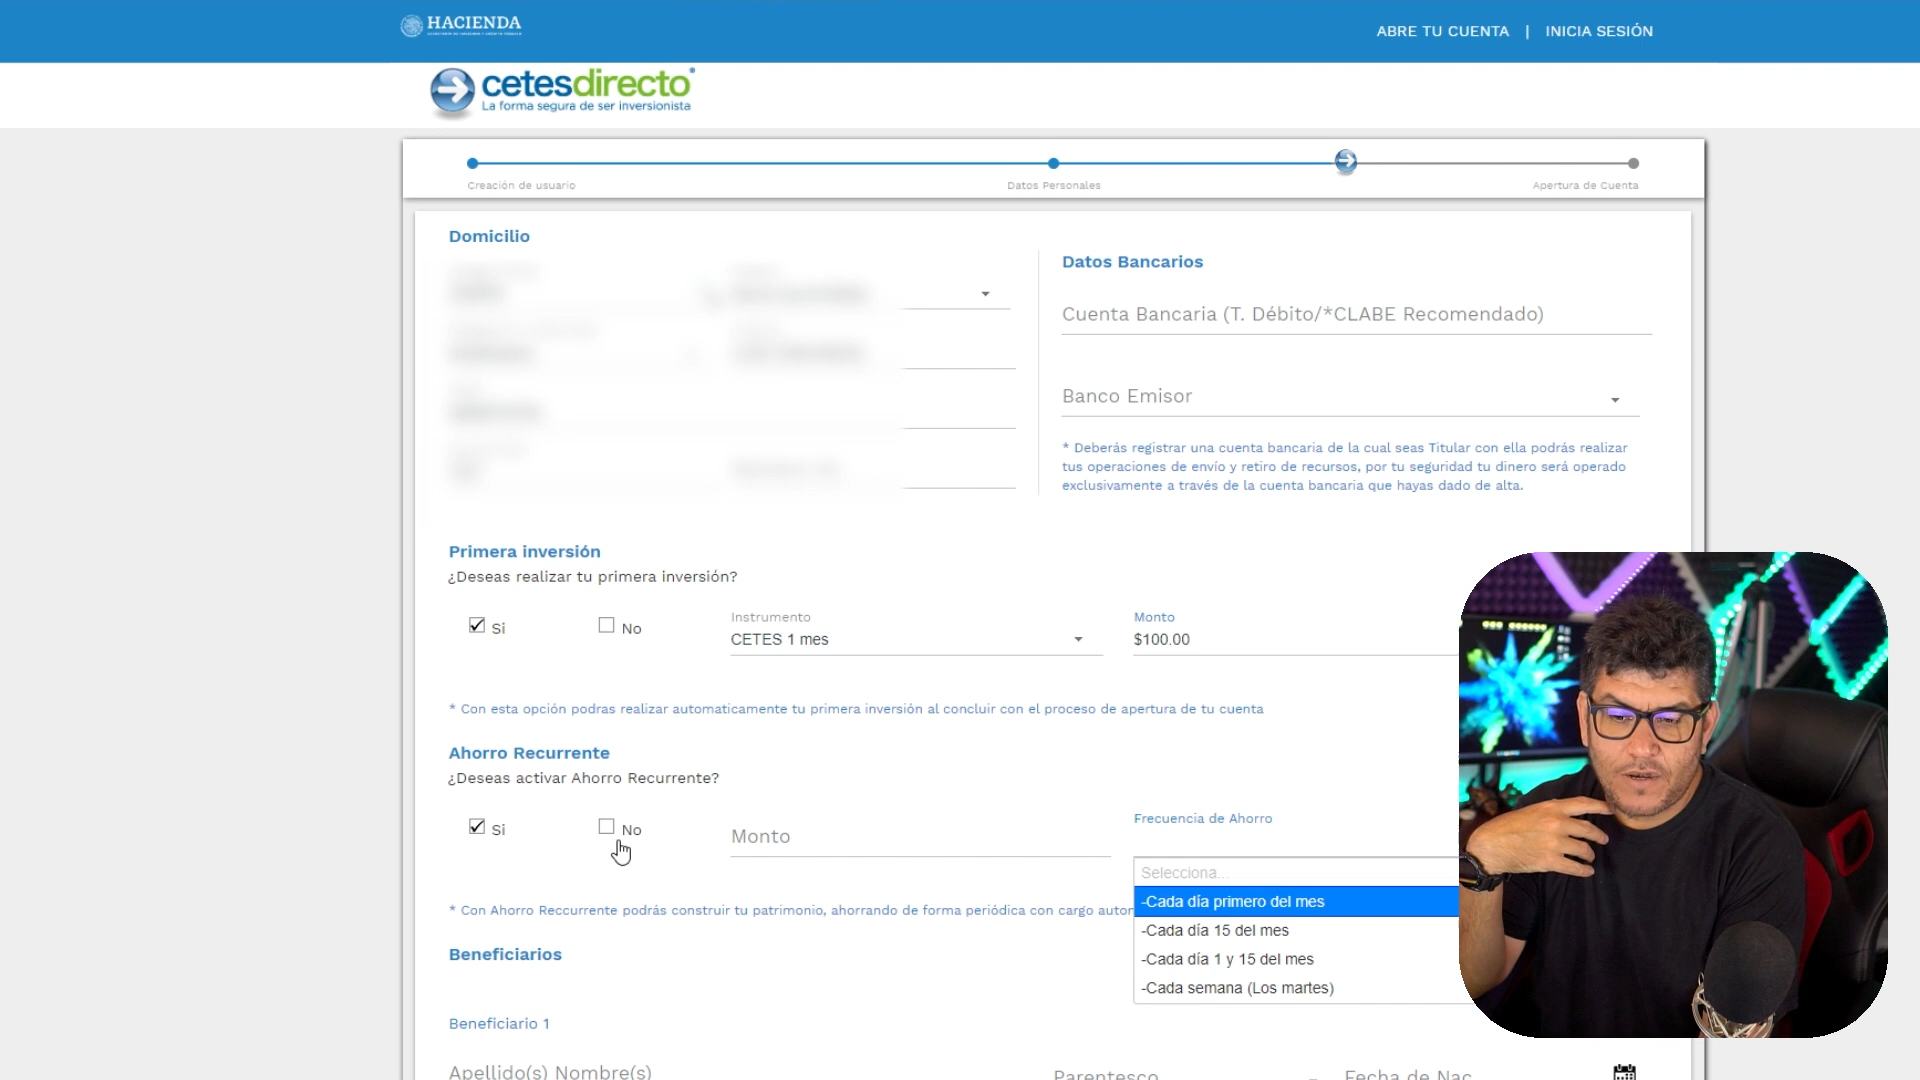 HACIENDA
ABRE TU CUENTA | INICIA SESIÓN
cetesdirecto
La forma segura de ser inversionista
Creación de usuario
Datos Personales
Apertura de Cuenta
Domicilio
Datos Bancarios
Cuenta Bancaria (T. Débito/*CLABE Recomendado)
Banco Emisor
* Deberás registrar una cuenta bancaria de la cual seas Titular con ella podrás realizar
tus operaciones de envío y retiro de recursos, por tu seguridad tu dinero será operado
exclusivamente a través de la cuenta bancaria que hayas dado de alta.
Primera inversión
¿Deseas realizar tu primera inversión?
Si
No
Instrumento
CETES 1 mes
Monto
$100.00
* Con esta opción podras realizar automaticamente tu primera inversión al concluir con el proceso de apertura de tu cuenta
Ahorro Recurrente
¿Deseas activar Ahorro Recurrente?
Si
No
Monto
Frecuencia de Ahorro
Selecciona...
-Cada día primero del mes
-Cada día 15 del mes
-Cada día 1 y 15 del mes
-Cada semana (Los martes)
* Con Ahorro Reccurrente podrás construir tu patrimonio, ahorrando de forma periódica con cargo autor
Beneficiarios
Beneficiario 1
Apellido(s) Nombre(s)
Parentesco
Fecha de Nac